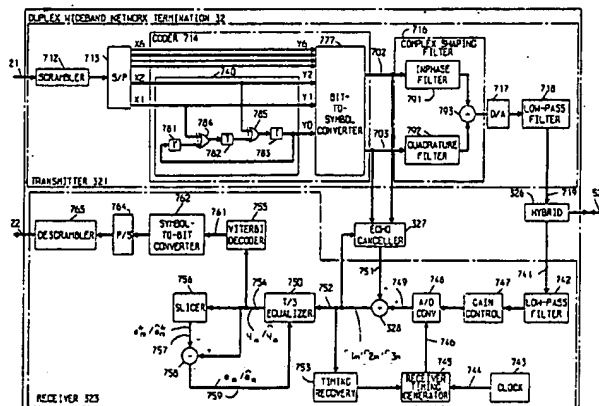 DUPLEX WIDEBAND NETWORK TERMINATION 32
21
SCRAMBLER
712
713
S/P
X6
X2
X1
CODER 714
740
Y6
Y2
Y1
Y0
781
T
784
T
782
785
T
783
777
BIT-
TO-
SYMBOL
CONVERTER
702
703
716
COMPLEX SHAPING
FILTER
INPHASE
FILTER
791
792
QUADRATURE
FILTER
793
717
D/A
718
LOW-PASS
FILTER
TRANSMITTER 321
719
326
HYBRID
22
765
DESCRAMBLER
764
P/S
762
SYMBOL-
TO-BIT
CONVERTER
761
755
VITERBI
DECODER
ECHO
CANCELLER
327
751
741
756
SLICER
754
750
T/3
EQUALIZER
752
749
328
748
A/D
CONV
747
GAIN
CONTROL
742
LOW-PASS
FILTER
757
758
759
753
TIMING
RECOVERY
746
745
RECEIVER
TIMING
GENERATOR
744
743
CLOCK
RECEIVER 323